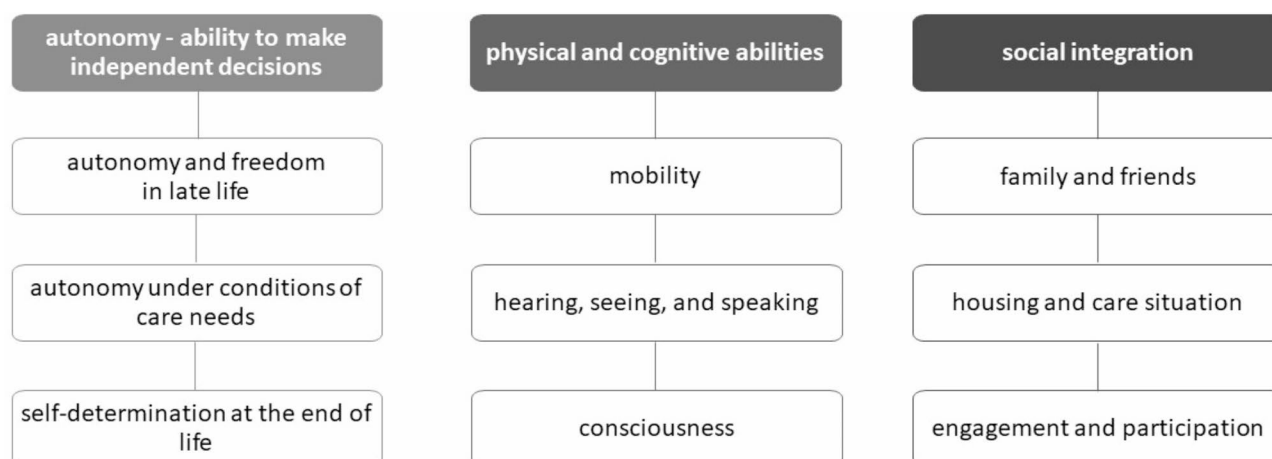 autonomy - ability to make
independent decisions
autonomy and freedom
in late life
autonomy under conditions of
care needs
self-determination at the end of
life
physical and cognitive abilities
mobility
hearing, seeing, and speaking
consciousness
social integration
family and friends
housing and care situation
engagement and participation